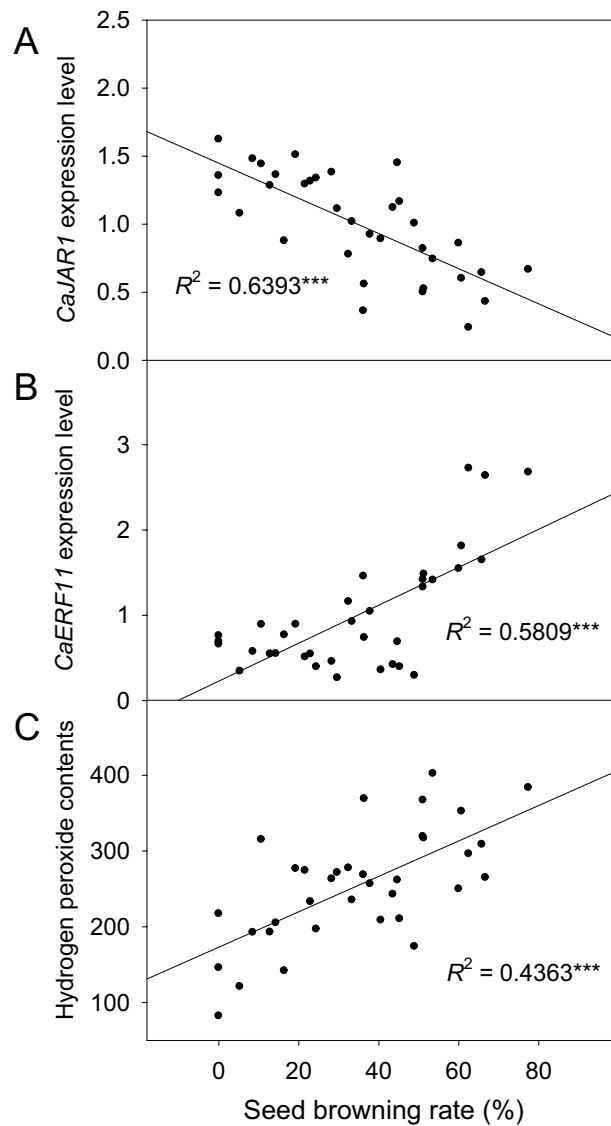 A
CaJAR1 expression level
2.5
2.0
1.5
1.0
0.5
0.0
R² = 0.6393***
B
CaERF11 expression level
3
2
1
0
R² = 0.5809***
C
Hydrogen peroxide contents
400
300
200
100
R² = 0.4363***
0 20 40 60 80
Seed browning rate (%)